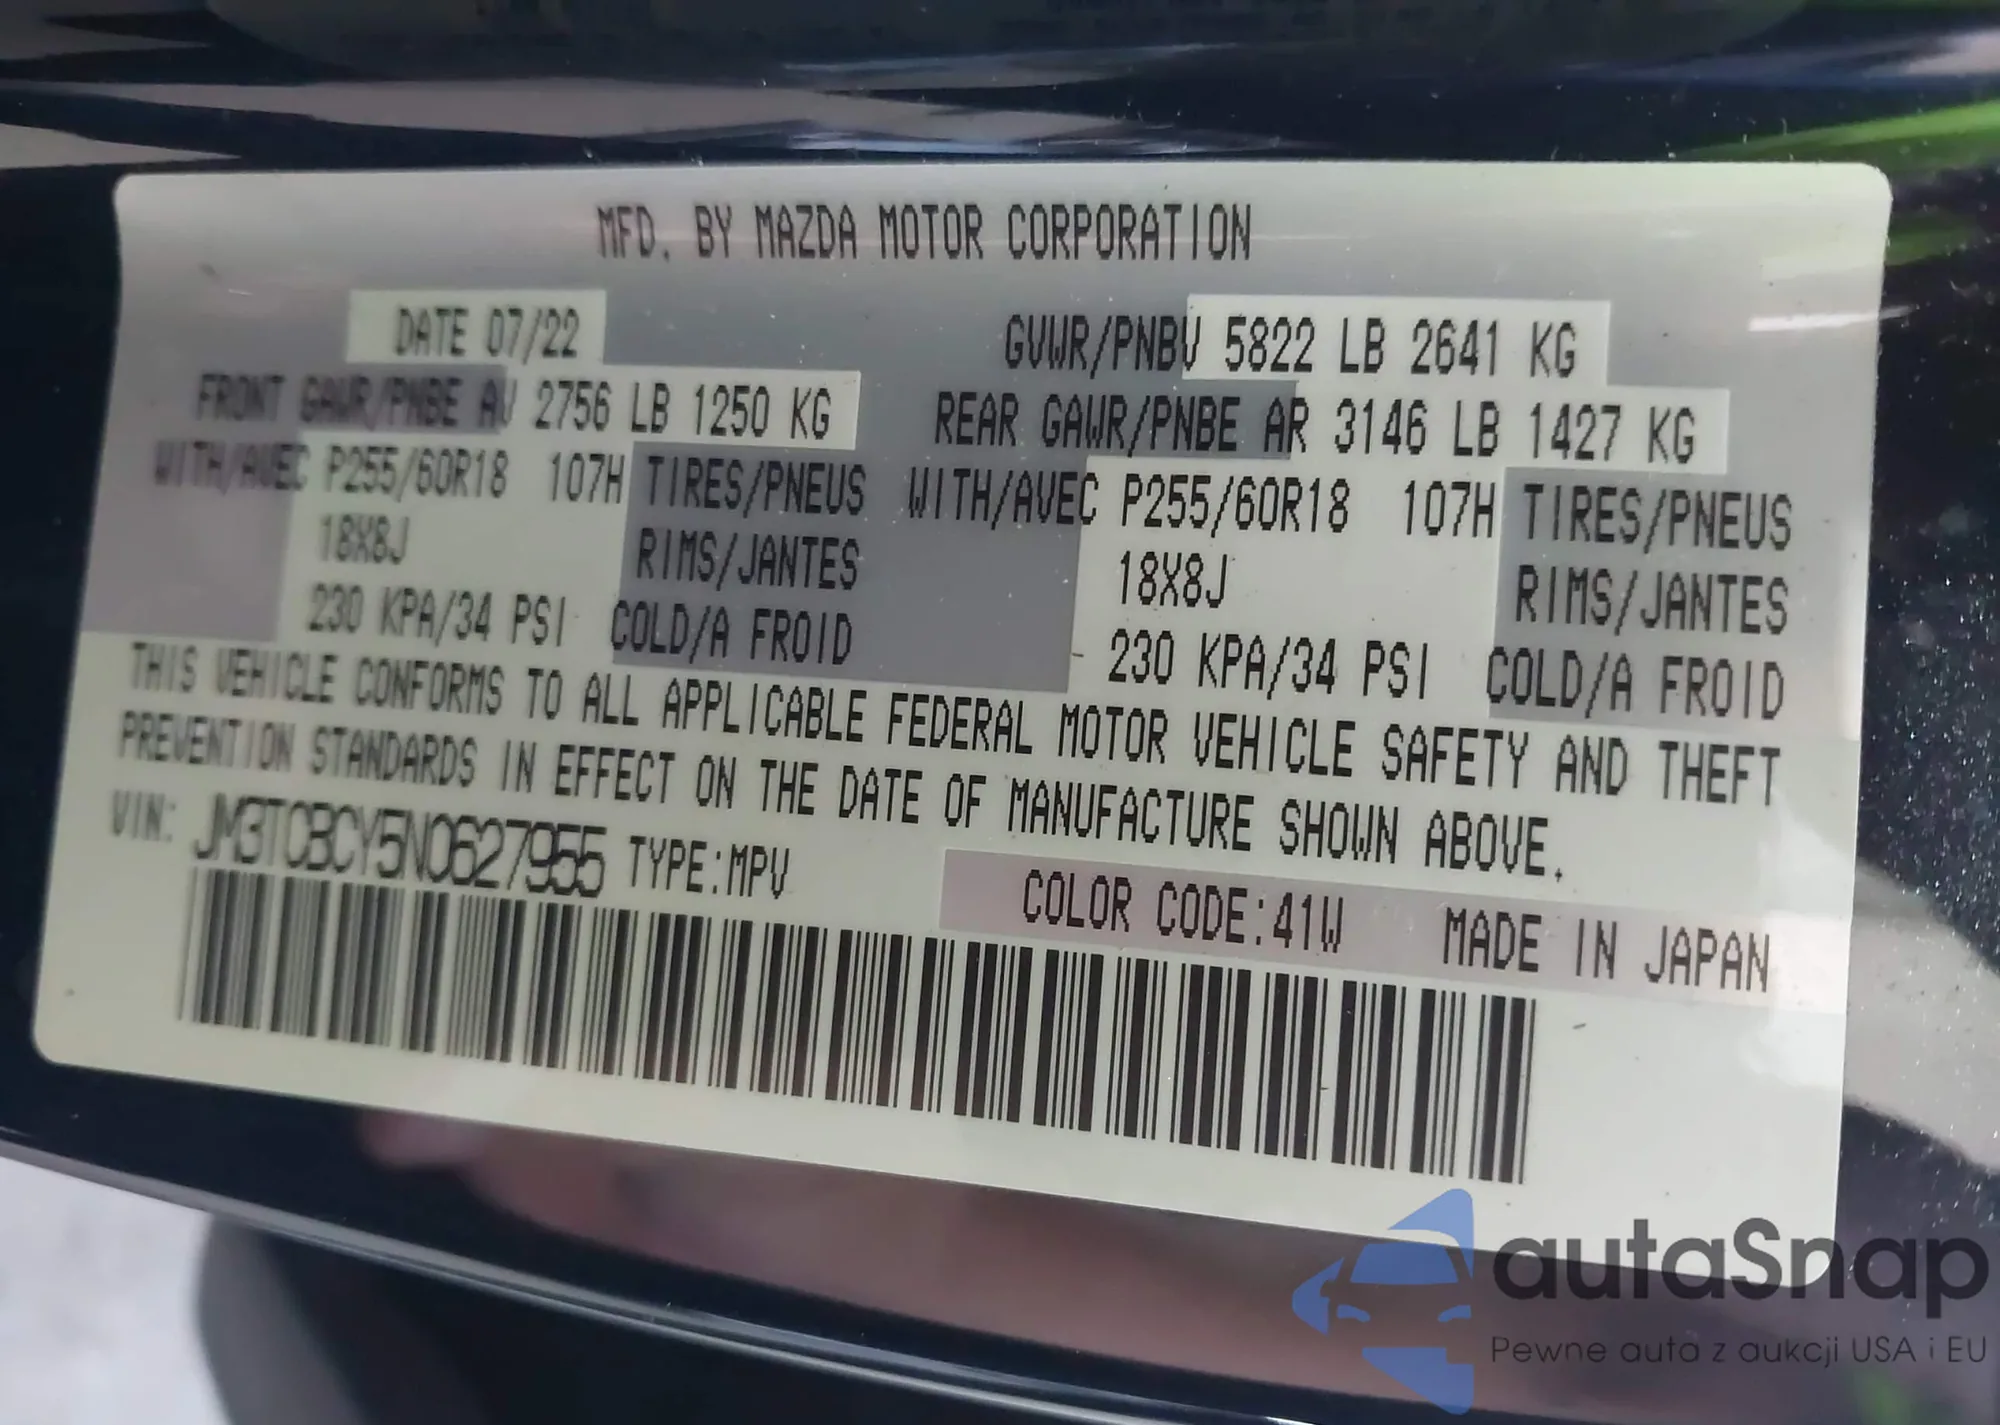 MFD. BY MAZDA MOTOR CORPORATION
DATE 07/22 GVWR/PNBV 5822 LB 2641 KG
FRONT GAWR/PNBE AV 2756 LB 1250 KG REAR GAWR/PNBE AR 3146 LB 1427 KG
WITH/AVEC P255/60R18 107H TIRES/PNEUS WITH/AVEC P255/60R18 107H TIRES/PNEUS
18X8J RIMS/JANTES 18X8J RIMS/JANTES
230 KPA/34 PSI COLD/A FROID 230 KPA/34 PSI COLD/A FROID
THIS VEHICLE CONFORMS TO ALL APPLICABLE FEDERAL MOTOR VEHICLE SAFETY AND THEFT
PREVENTION STANDARDS IN EFFECT ON THE DATE OF MANUFACTURE SHOWN ABOVE.
VIN: JM3TCBCY5N0627955 TYPE:MPV
COLOR CODE:41W MADE IN JAPAN
autaSnap
Pewne auta z aukcji USA i EU